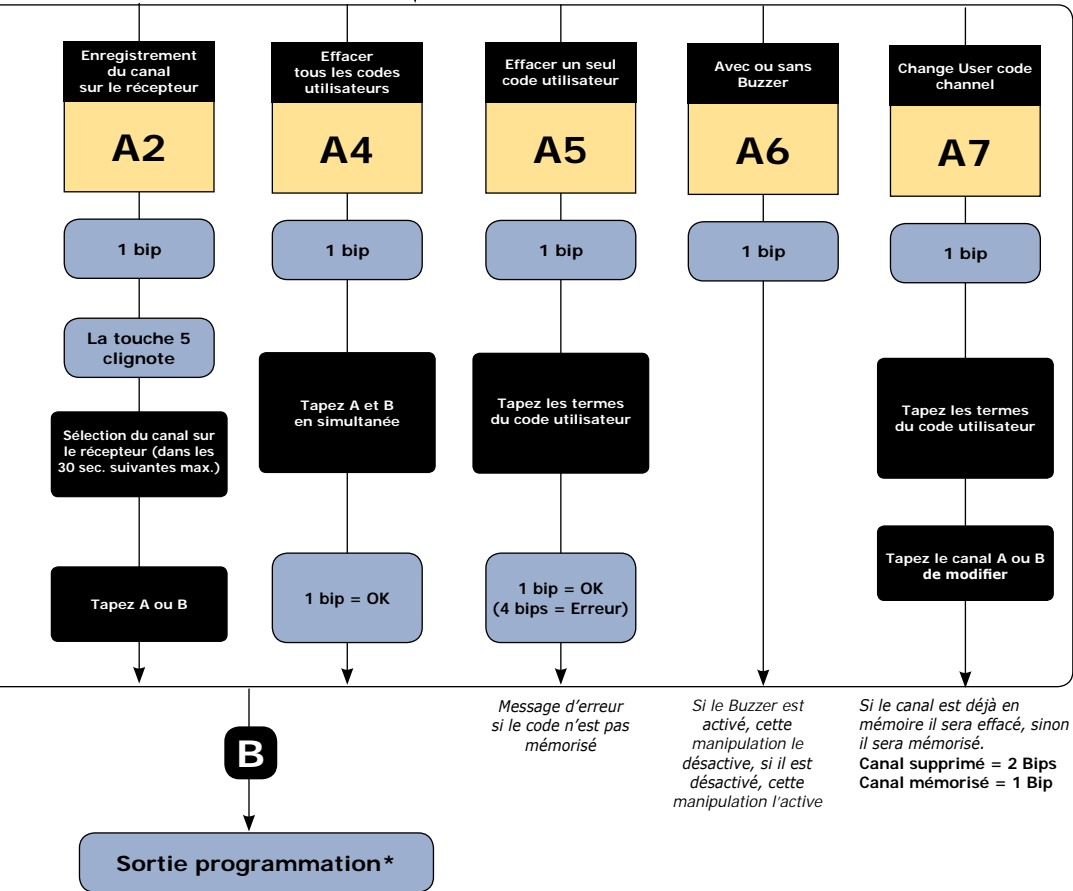 Enregistrement
du canal
sur le récepteur
A2
1 bip
La touche 5
clignote
Sélection du canal sur
le récepteur (dans les
30 sec. suivantes max.)
Tapez A ou B
Effacer
tous les codes
utilisateurs
A4
1 bip
Tapez A et B
en simultanée
1 bip = OK
Effacer un seul
code utilisateur
A5
1 bip
Tapez les termes
du code utilisateur
1 bip = OK
(4 bips = Erreur)
Message d’erreur
si le code n’est pas
mémorisé
Avec ou sans
Buzzer
A6
1 bip
Si le Buzzer est
activé, cette
manipulation le
désactive, si il est
désactivé, cette
manipulation l’active
Change User code
channel
A7
1 bip
Tapez les termes
du code utilisateur
Tapez le canal A ou B
de modifier
Si le canal est déjà en
mémoire il sera effacé, sinon
il sera mémorisé.
Canal supprimé = 2 Bips
Canal mémorisé = 1 Bip
B
Sortie programmation*